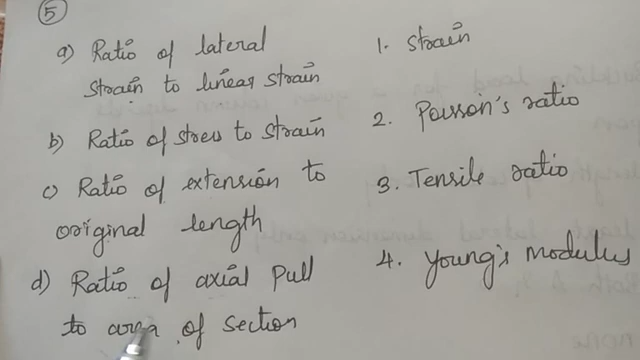 5
a) Ratio of lateral
strain to linear strain
b) Ratio of stress to strain
c) Ratio of extension to
original length
d) Ratio of axial pull
to area of section
1. Strain
2. Poisson's ratio
3. Tensile ratio
4. Young's modulus